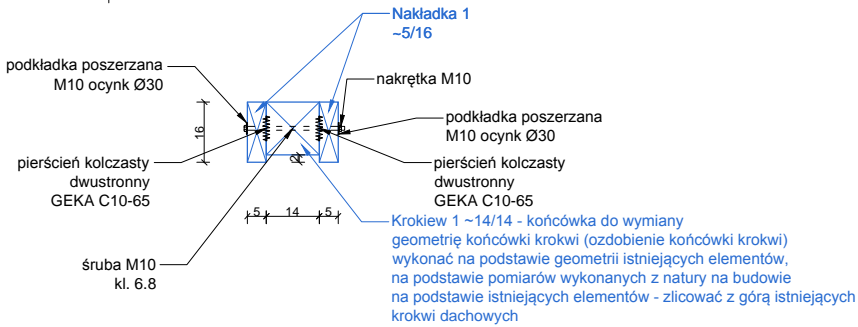 Nakładka 1
~5/16
podkładka poszerzana
M10 ocynk Ø30
nakrętka M10
podkładka poszerzana
M10 ocynk Ø30
16
2
pierścień kolczasty
dwustronny
GEKA C10-65
pierścień kolczasty
dwustronny
GEKA C10-65
5 14 5
śruba M10
kl. 6.8
Krokiew 1 ~14/14 - końcówka do wymiany
geometrię końcówki krokwi (ozdobienie końcówki krokwi)
wykonać na podstawie geometrii istniejących elementów,
na podstawie pomiarów wykonanych z natury na budowie
na podstawie istniejących elementów - zlicować z górą istniejących
krokwi dachowych